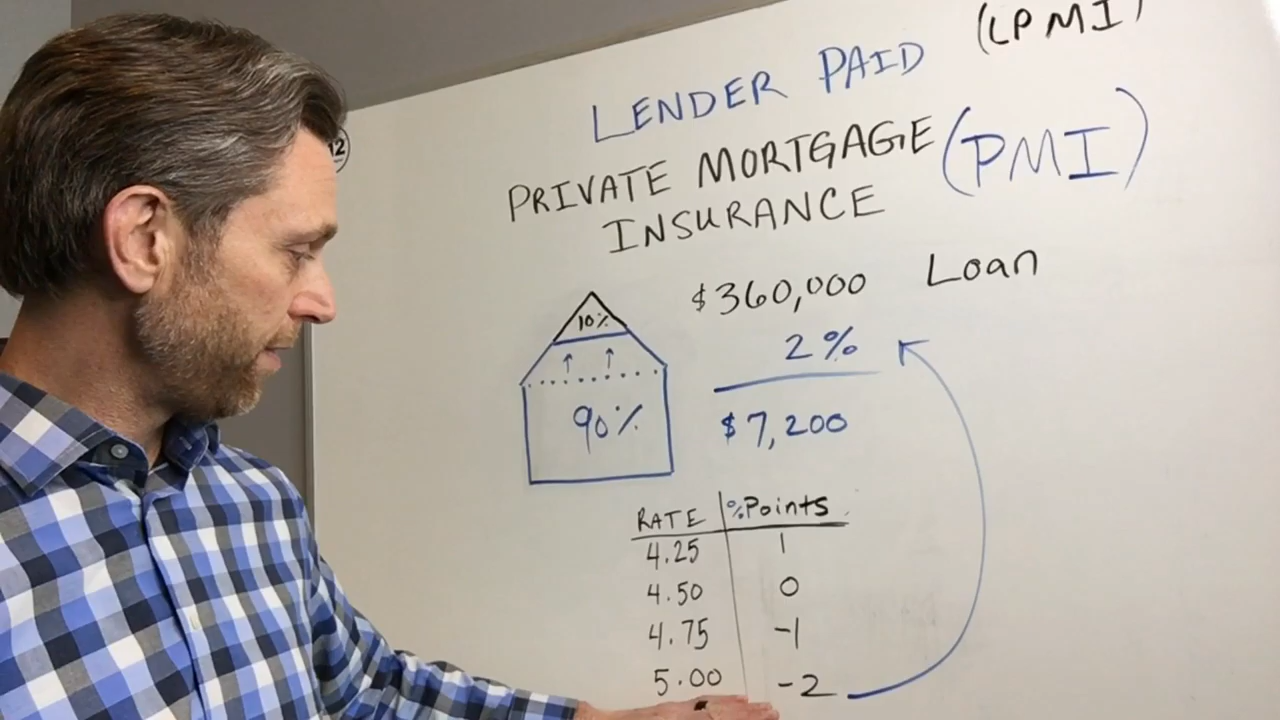 (LPMI)
LENDER PAID
PRIVATE MORTGAGE (PMI)
INSURANCE
$360,000 Loan
2%
$7,200
10%
90%
RATE %Points
4.25 1
4.50 0
4.75 -1
5.00 -2